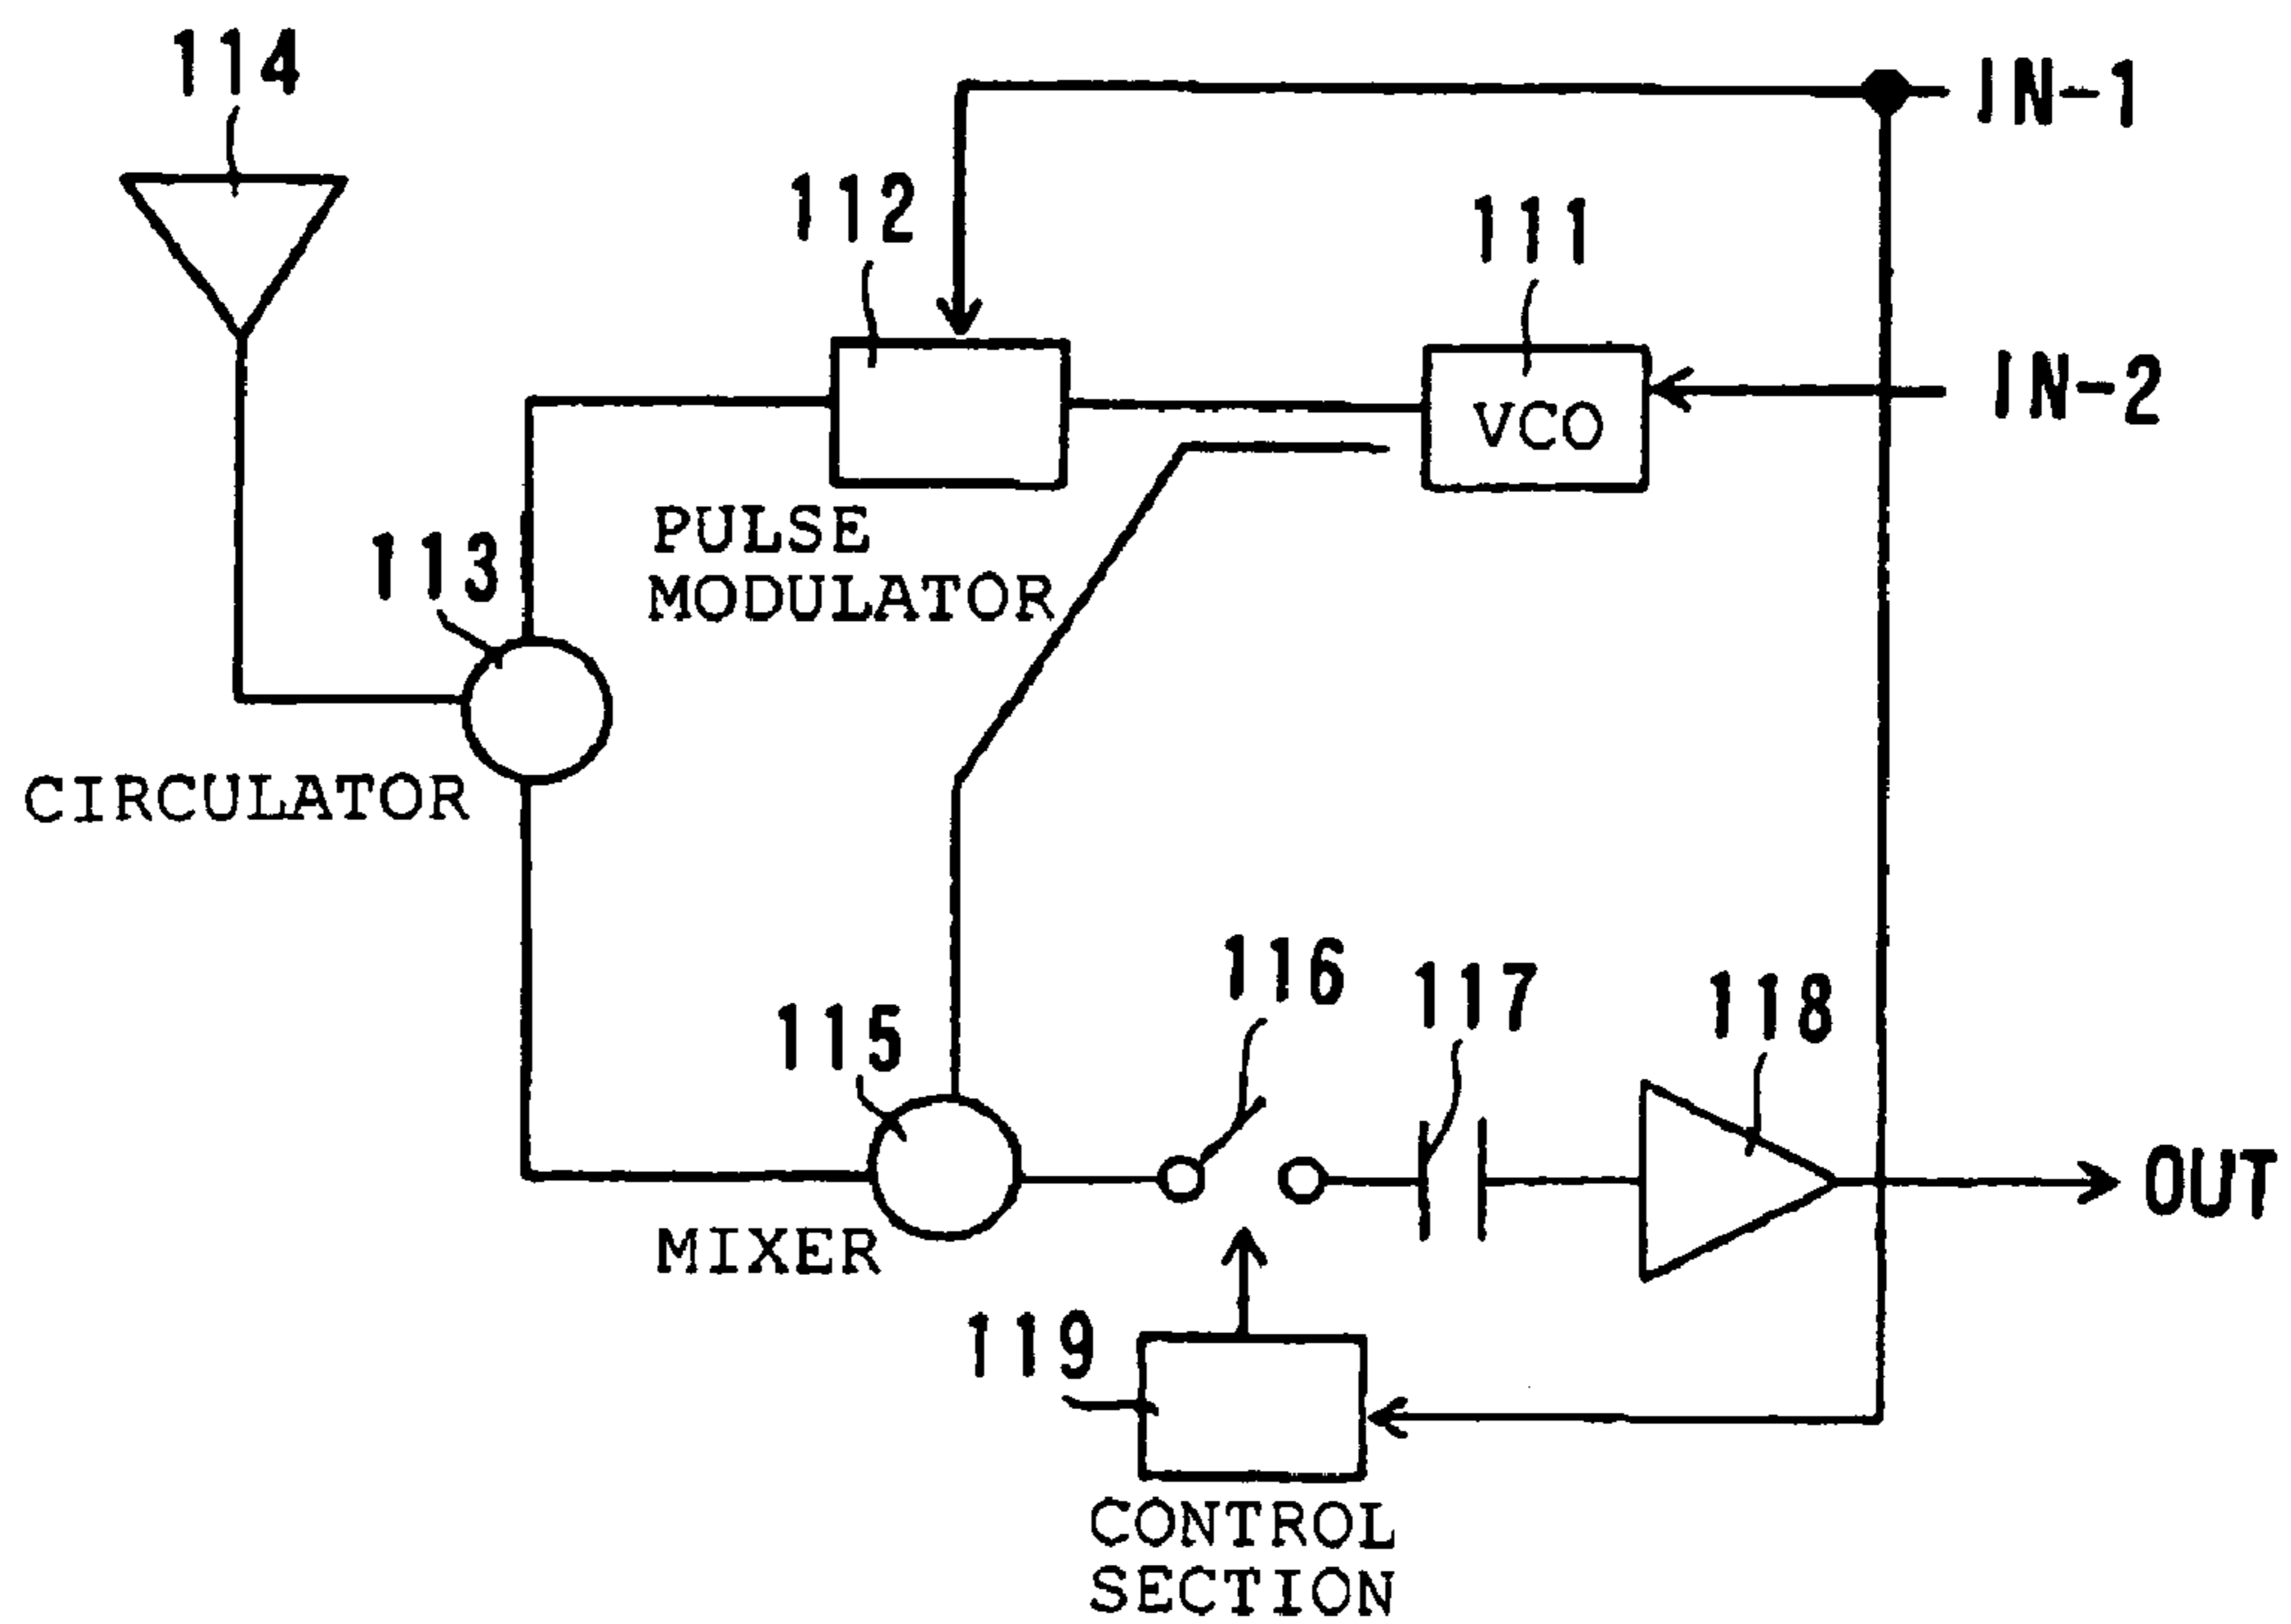 114
IN-1
112
111
VCO
IN-2
PULSE
MODULATOR
113
CIRCULATOR
116
117
118
115
OUT
MIXER
119
CONTROL
SECTION